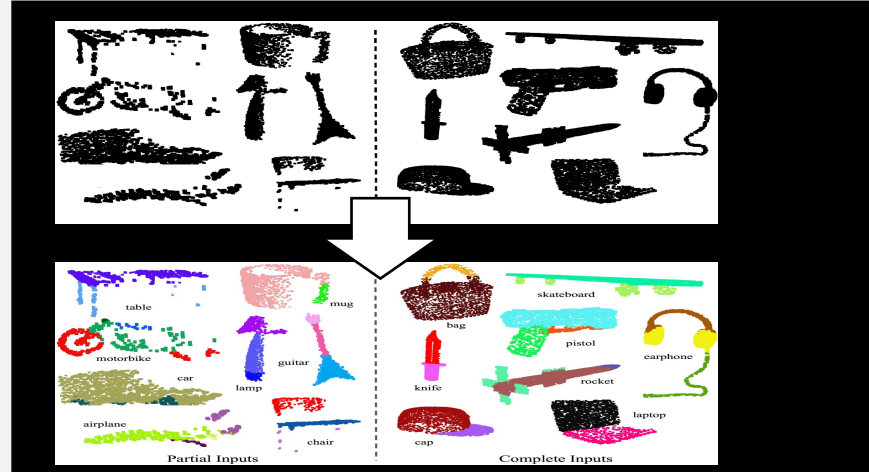 table
mug
motorbike
guitar
car
lamp
airplane
chair
Partial Inputs
bag
skateboard
pistol
earphone
knife
rocket
laptop
cap
Complete Inputs